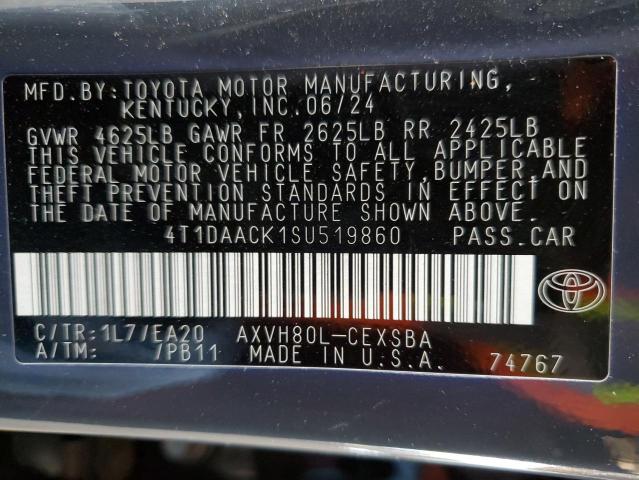 MFD.BY:TOYOTA MOTOR MANUFACTURING,
KENTUCKY,INC.06/24
GVWR 4625LB GAWR FR 2625LB RR 2425LB
THIS VEHICLE CONFORMS TO ALL APPLICABLE
FEDERAL MOTOR VEHICLE SAFETY,BUMPER,AND
THEFT PREVENTION STANDARDS IN EFFECT ON
THE DATE OF MANUFACTURE SHOWN ABOVE.
4T1DAACK1SU519860 PASS.CAR
C/TR:1L7/EA20 AXVH80L-CEXSBA
A/TM: /PB11 MADE IN U.S.A. 74767